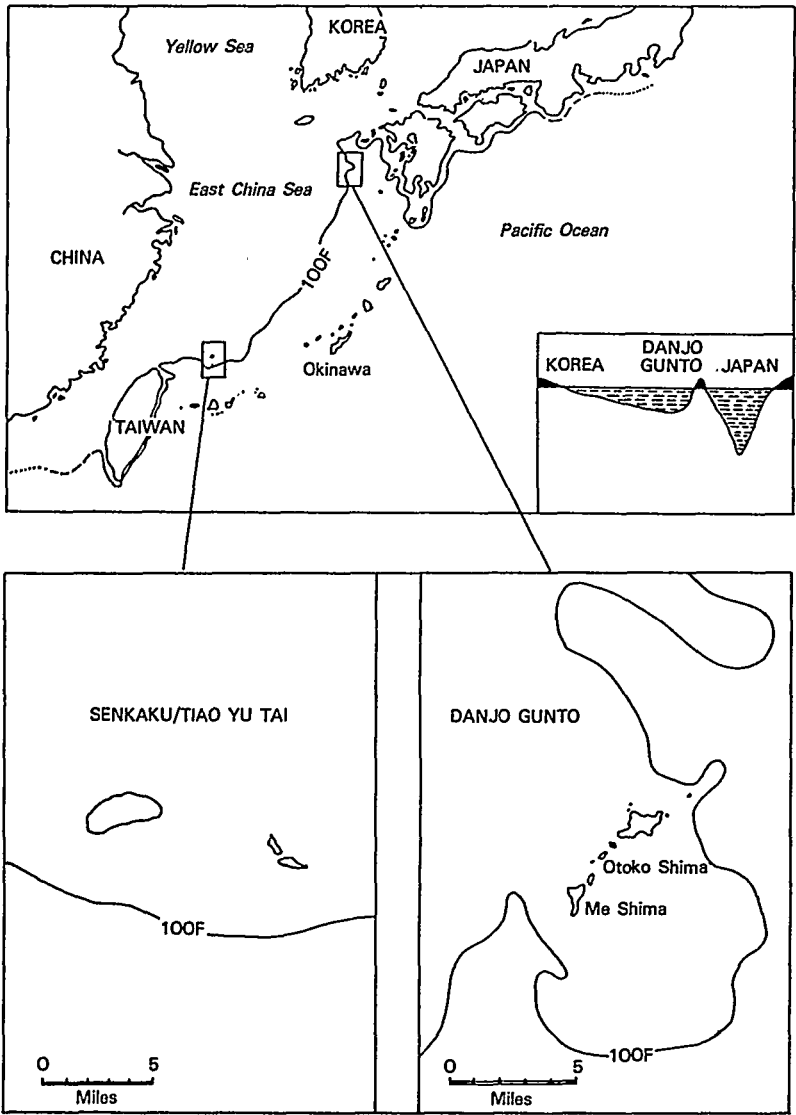 Yellow Sea
KOREA
JAPAN
East China Sea
Pacific Ocean
CHINA
100F
Okinawa
TAIWAN
KOREA
DANJO
GUNTO
JAPAN
SENKAKU/TIAO YU TAI
100F
0 5
Miles
DANJO GUNTO
Otoko Shima
Me Shima
100F
0 5
Miles